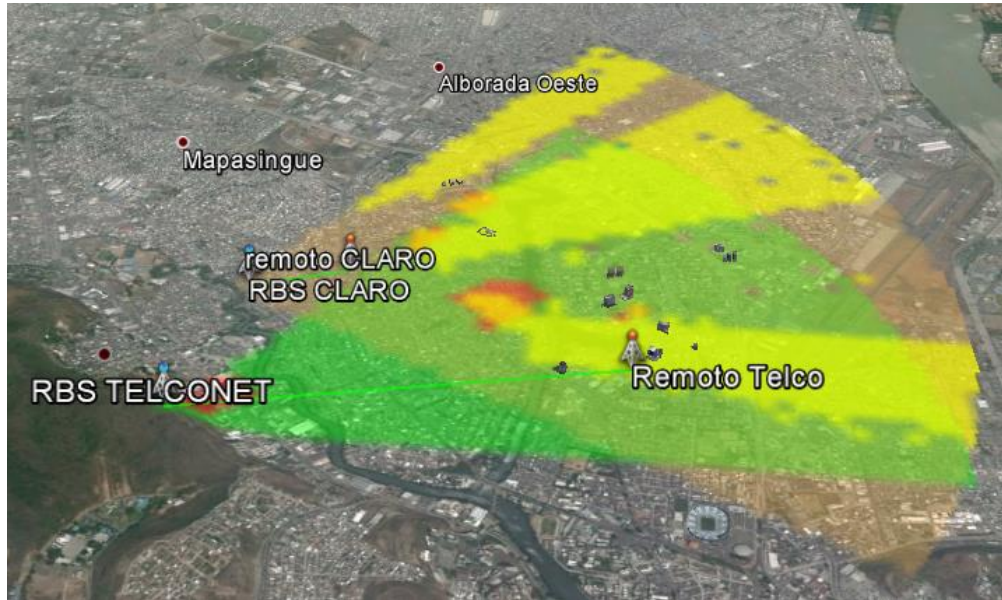 Alborada Oeste
Mapasingue
remoto CLARO
RBS CLARO
RBS TELCONET
Remoto Telco